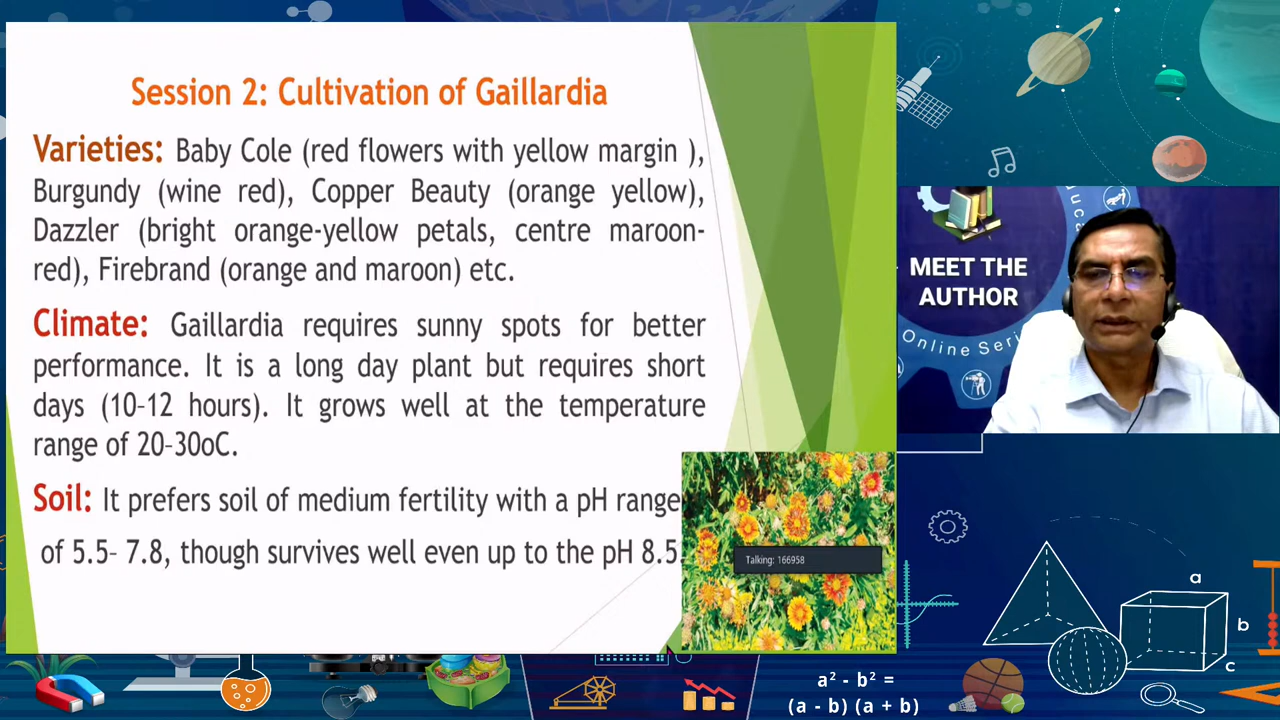 Session 2: Cultivation of Gaillardia
Varieties: Baby Cole (red flowers with yellow margin ),
Burgundy (wine red), Copper Beauty (orange yellow),
Dazzler (bright orange-yellow petals, centre maroon-
red), Firebrand (orange and maroon) etc.
Climate: Gaillardia requires sunny spots for better
performance. It is a long day plant but requires short
days (10-12 hours). It grows well at the temperature
range of 20-30oC.
Soil: It prefers soil of medium fertility with a pH range
of 5.5- 7.8, though survives well even up to the pH 8.5.
Talking: 166958
MEET THE
AUTHOR
Online Seri
a
b
c
a² - b² =
(a - b) (a + b)